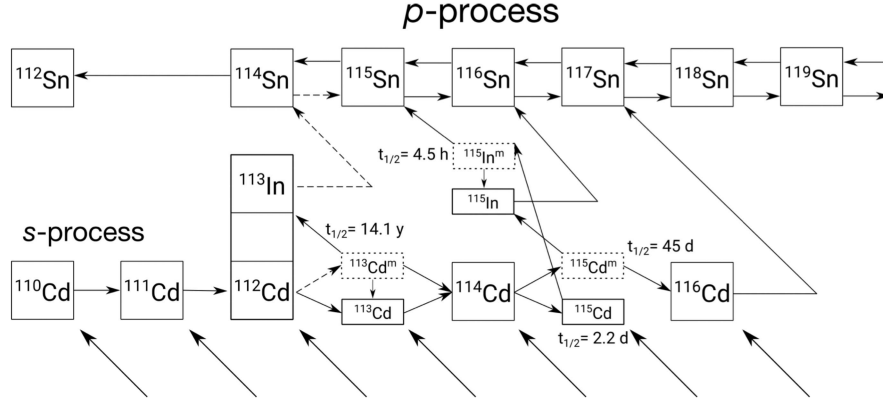 p-process
¹¹²Sn ¹¹⁴Sn ¹¹⁵Sn ¹¹⁶Sn ¹¹⁷Sn ¹¹⁸Sn ¹¹⁹Sn
t₁/₂= 4.5 h ¹¹⁵Inᵐ
¹¹³In ¹¹⁵In
s-process t₁/₂= 14.1 y t₁/₂= 45 d
¹¹³Cdᵐ ¹¹⁵Cdᵐ
¹¹⁰Cd ¹¹¹Cd ¹¹²Cd ¹¹⁴Cd ¹¹⁶Cd
¹¹³Cd ¹¹⁵Cd
t₁/₂= 2.2 d